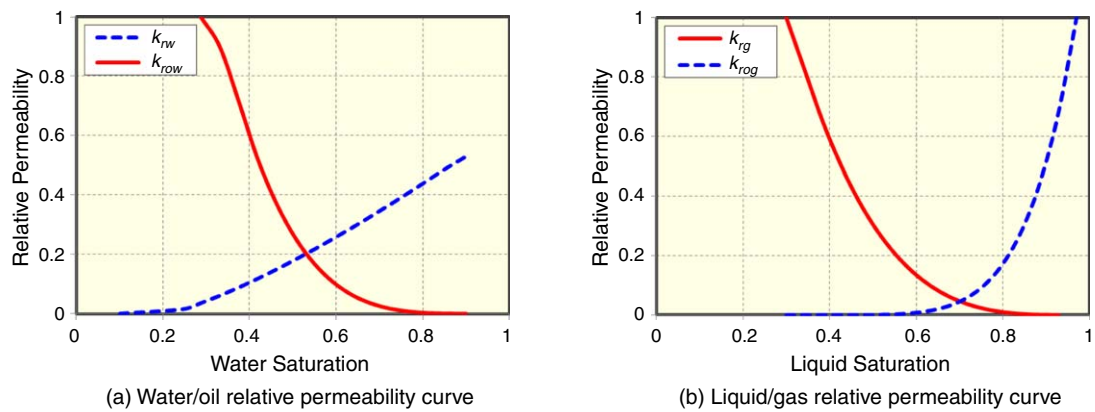 1
0.8
0.6
0.4
0.2
0
Relative Permeability
k_rw
k_row
0 0.2 0.4 0.6 0.8 1
Water Saturation
(a) Water/oil relative permeability curve
1
0.8
0.6
0.4
0.2
0
Relative Permeability
k_rg
k_rog
0 0.2 0.4 0.6 0.8 1
Liquid Saturation
(b) Liquid/gas relative permeability curve